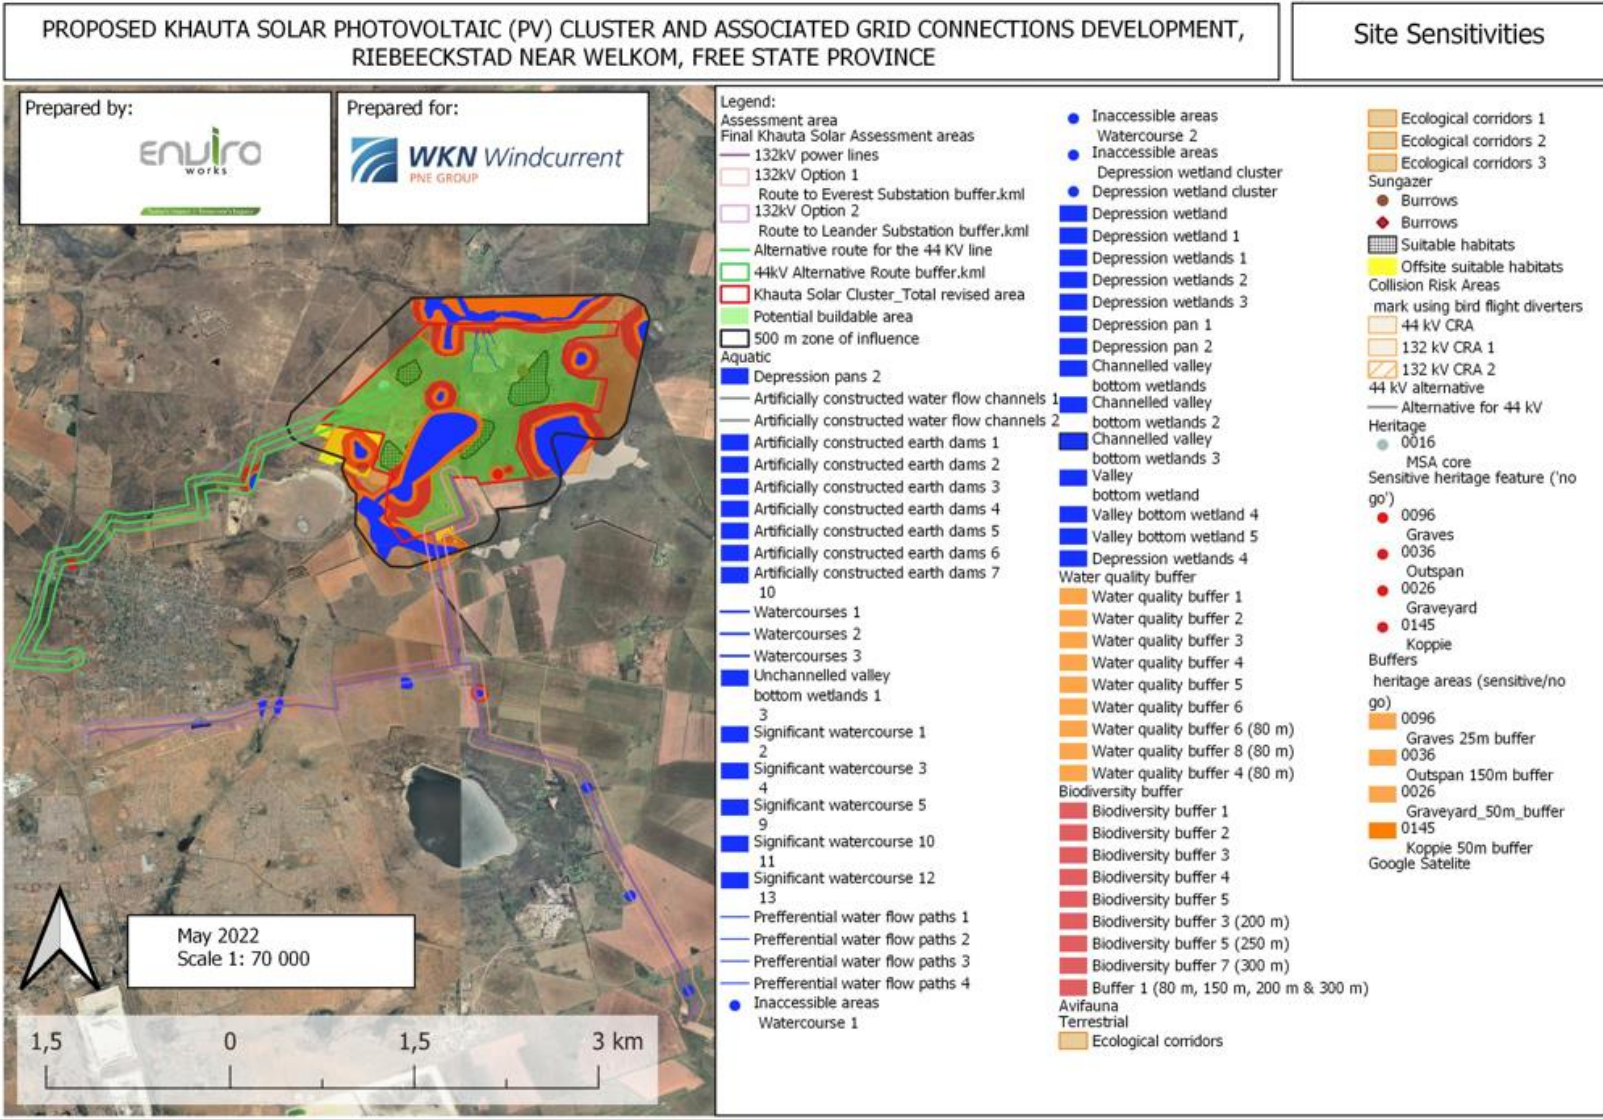 PROPOSED KHAUTA SOLAR PHOTOVOLTAIC (PV) CLUSTER AND ASSOCIATED GRID CONNECTIONS DEVELOPMENT,
RIEBEECKSTAD NEAR WELKOM, FREE STATE PROVINCE
Site Sensitivities
Prepared by:
enviro
works
Prepared for:
WKN Windcurrent
PNE GROUP
May 2022
Scale 1: 70 000
1,5 0 1,5 3 km
Legend:
Assessment area
Final Khauta Solar Assessment areas
132kV power lines
132kV Option 1
Route to Everest Substation buffer.kml
132kV Option 2
Route to Leander Substation buffer.kml
Alternative route for the 44 KV line
44kV Alternative Route buffer.kml
Khauta Solar Cluster_Total revised area
Potential buildable area
500 m zone of influence
Aquatic
Depression pans 2
Artificially constructed water flow channels 1
Artificially constructed water flow channels 2
Artificially constructed earth dams 1
Artificially constructed earth dams 2
Artificially constructed earth dams 3
Artificially constructed earth dams 4
Artificially constructed earth dams 5
Artificially constructed earth dams 6
Artificially constructed earth dams 7
10
Watercourses 1
Watercourses 2
Watercourses 3
Unchannelled valley
bottom wetlands 1
3
Significant watercourse 1
2
Significant watercourse 3
4
Significant watercourse 5
9
Significant watercourse 10
11
Significant watercourse 12
13
Prefferential water flow paths 1
Prefferential water flow paths 2
Prefferential water flow paths 3
Prefferential water flow paths 4
Inaccessible areas
Watercourse 1
Inaccessible areas
Watercourse 2
Inaccessible areas
Depression wetland cluster
Depression wetland cluster
Depression wetland
Depression wetland 1
Depression wetlands 1
Depression wetlands 2
Depression wetlands 3
Depression pan 1
Depression pan 2
Channelled valley
bottom wetlands
Channelled valley
bottom wetlands 2
Channelled valley
bottom wetlands 3
Valley
bottom wetland
Valley bottom wetland 4
Valley bottom wetland 5
Depression wetlands 4
Water quality buffer
Water quality buffer 1
Water quality buffer 2
Water quality buffer 3
Water quality buffer 4
Water quality buffer 5
Water quality buffer 6
Water quality buffer 6 (80 m)
Water quality buffer 8 (80 m)
Water quality buffer 4 (80 m)
Biodiversity buffer
Biodiversity buffer 1
Biodiversity buffer 2
Biodiversity buffer 3
Biodiversity buffer 4
Biodiversity buffer 5
Biodiversity buffer 3 (200 m)
Biodiversity buffer 5 (250 m)
Biodiversity buffer 7 (300 m)
Buffer 1 (80 m, 150 m, 200 m & 300 m)
Avifauna
Terrestrial
Ecological corridors
Ecological corridors 1
Ecological corridors 2
Ecological corridors 3
Sungazer
Burrows
Burrows
Suitable habitats
Offsite suitable habitats
Collision Risk Areas
mark using bird flight diverters
44 kV CRA
132 kV CRA 1
132 kV CRA 2
44 kV alternative
Alternative for 44 kV
Heritage
0016
MSA core
Sensitive heritage feature ('no
go')
0096
Graves
0036
Outspan
0026
Graveyard
0145
Koppie
Buffers
heritage areas (sensitive/no
go)
0096
Graves 25m buffer
0036
Outspan 150m buffer
0026
Graveyard_50m_buffer
0145
Koppie 50m buffer
Google Satelite